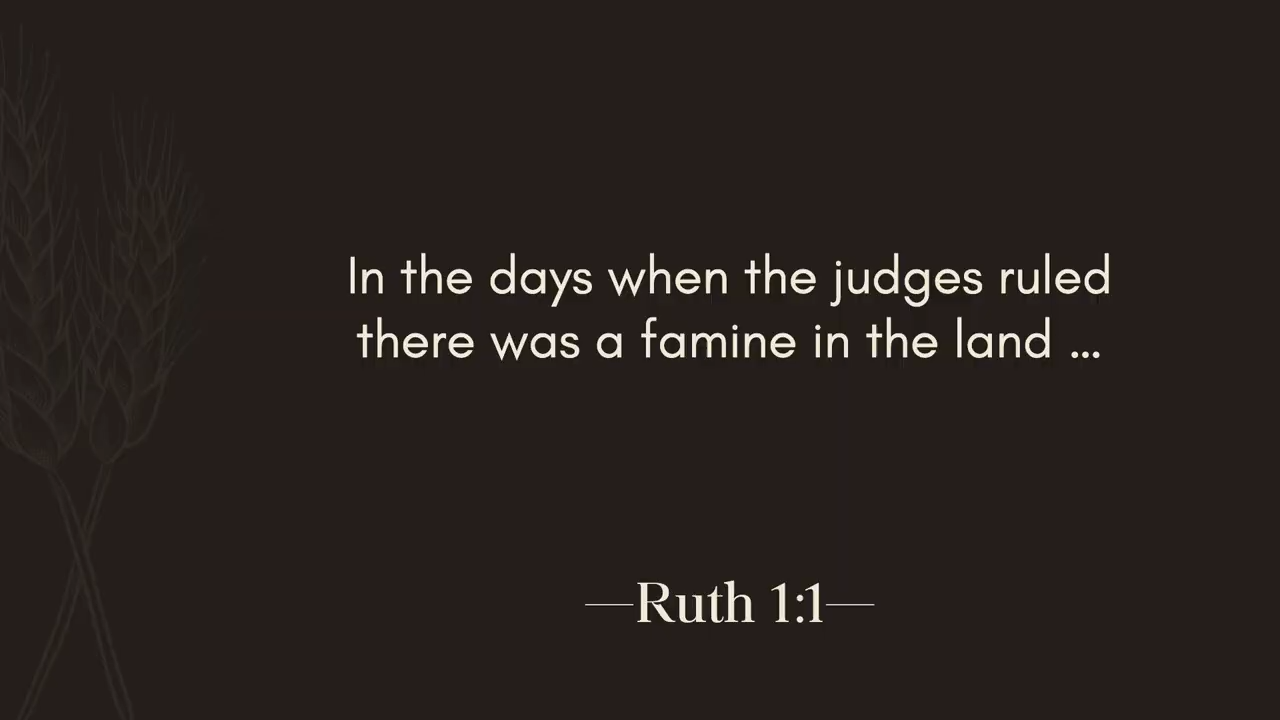 In the days when the judges ruled
there was a famine in the land ...
—Ruth 1:1—